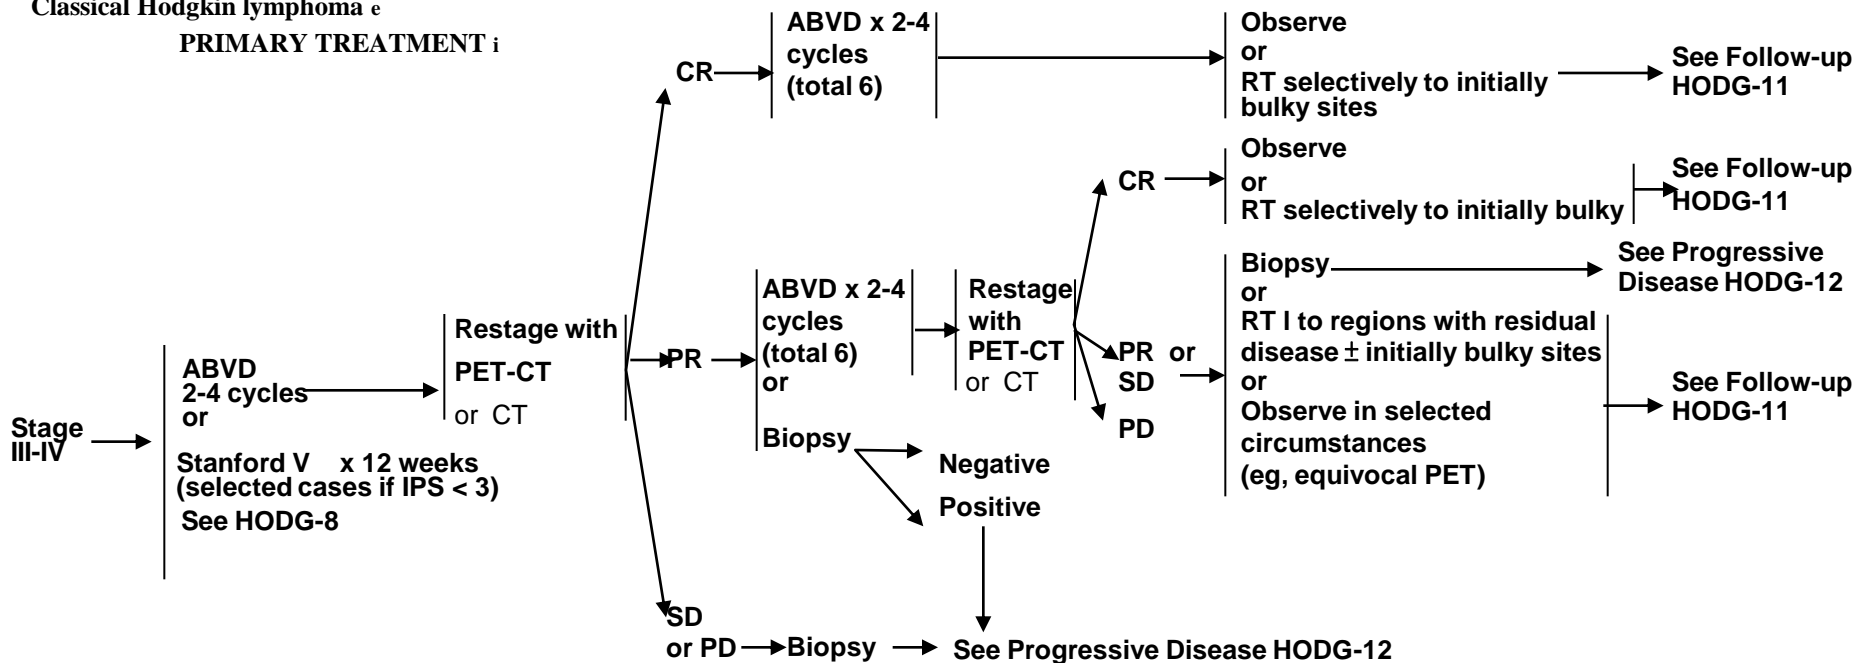 Classical Hodgkin lymphoma e
PRIMARY TREATMENT i
Stage
III-IV
ABVD
2-4 cycles
or
Stanford V x 12 weeks
(selected cases if IPS < 3)
See HODG-8
Restage with
PET-CT
or CT
CR
ABVD x 2-4
cycles
(total 6)
Observe
or
RT selectively to initially
bulky sites
See Follow-up
HODG-11
PR
ABVD x 2-4
cycles
(total 6)
or
Biopsy
Restage
with
PET-CT
or CT
CR
Observe
or
RT selectively to initially bulky
See Follow-up
HODG-11
PR or
SD
PD
Biopsy
or
RT I to regions with residual
disease ± initially bulky sites
or
Observe in selected
circumstances
(eg, equivocal PET)
See Progressive
Disease HODG-12
See Follow-up
HODG-11
Negative
Positive
SD
or PD
Biopsy
See Progressive Disease HODG-12